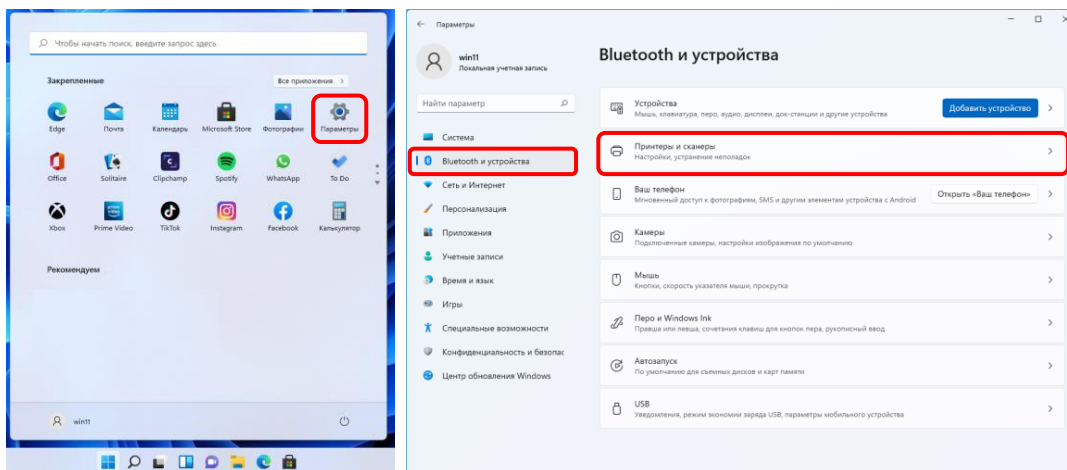 Чтобы начать поиск, введите запрос здесь
Закрепленные
Все приложения >
Edge
Почта
Календарь
Microsoft Store
Фотографии
Параметры
Office
Solitaire
Clipchamp
Spotify
WhatsApp
To Do
Xbox
Prime Video
TikTok
Instagram
Facebook
Калькулятор
Рекомендуем
win11
Параметры
win11
Локальная учетная запись
Найти параметр
Система
Bluetooth и устройства
Сеть и Интернет
Персонализация
Приложения
Учетные записи
Время и язык
Игры
Специальные возможности
Конфиденциальность и безопас
Центр обновления Windows
Bluetooth и устройства
Устройства
Мышь, клавиатура, перо, аудио, дисплеи, док-станции и другие устройства
Добавить устройство
Принтеры и сканеры
Настройки, устранение неполадок
Ваш телефон
Мгновенный доступ к фотографиям, SMS и другим элементам устройства с Android
Открыть «Ваш телефон»
Камеры
Подключенные камеры, настройки изображения по умолчанию
Мышь
Кнопки, скорость указателя мыши, прокрутка
Перо и Windows Ink
Правша или левша, сочетания клавиш для кнопок пера, рукописный ввод
Автозапуск
По умолчанию для съемных дисков и карт памяти
USB
Уведомления, режим экономии заряда USB, параметры мобильного устройства